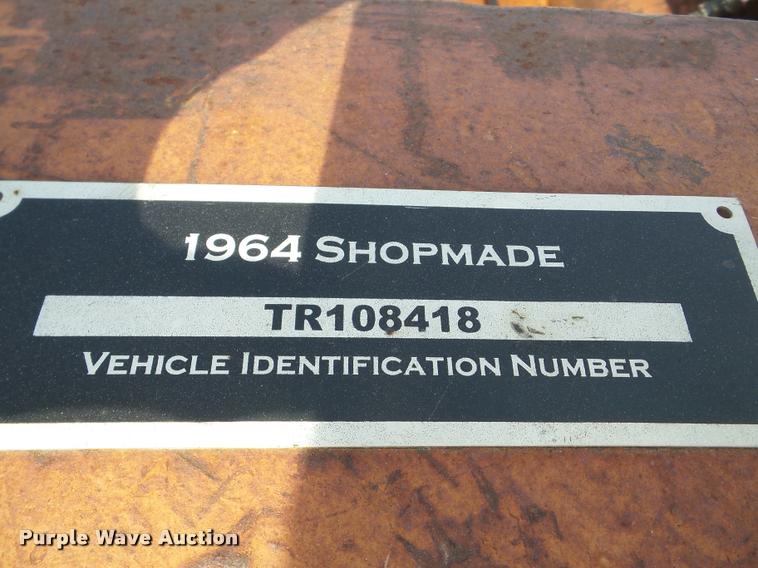 1964 SHOPMADE
TR108418
VEHICLE IDENTIFICATION NUMBER
Purple Wave Auction